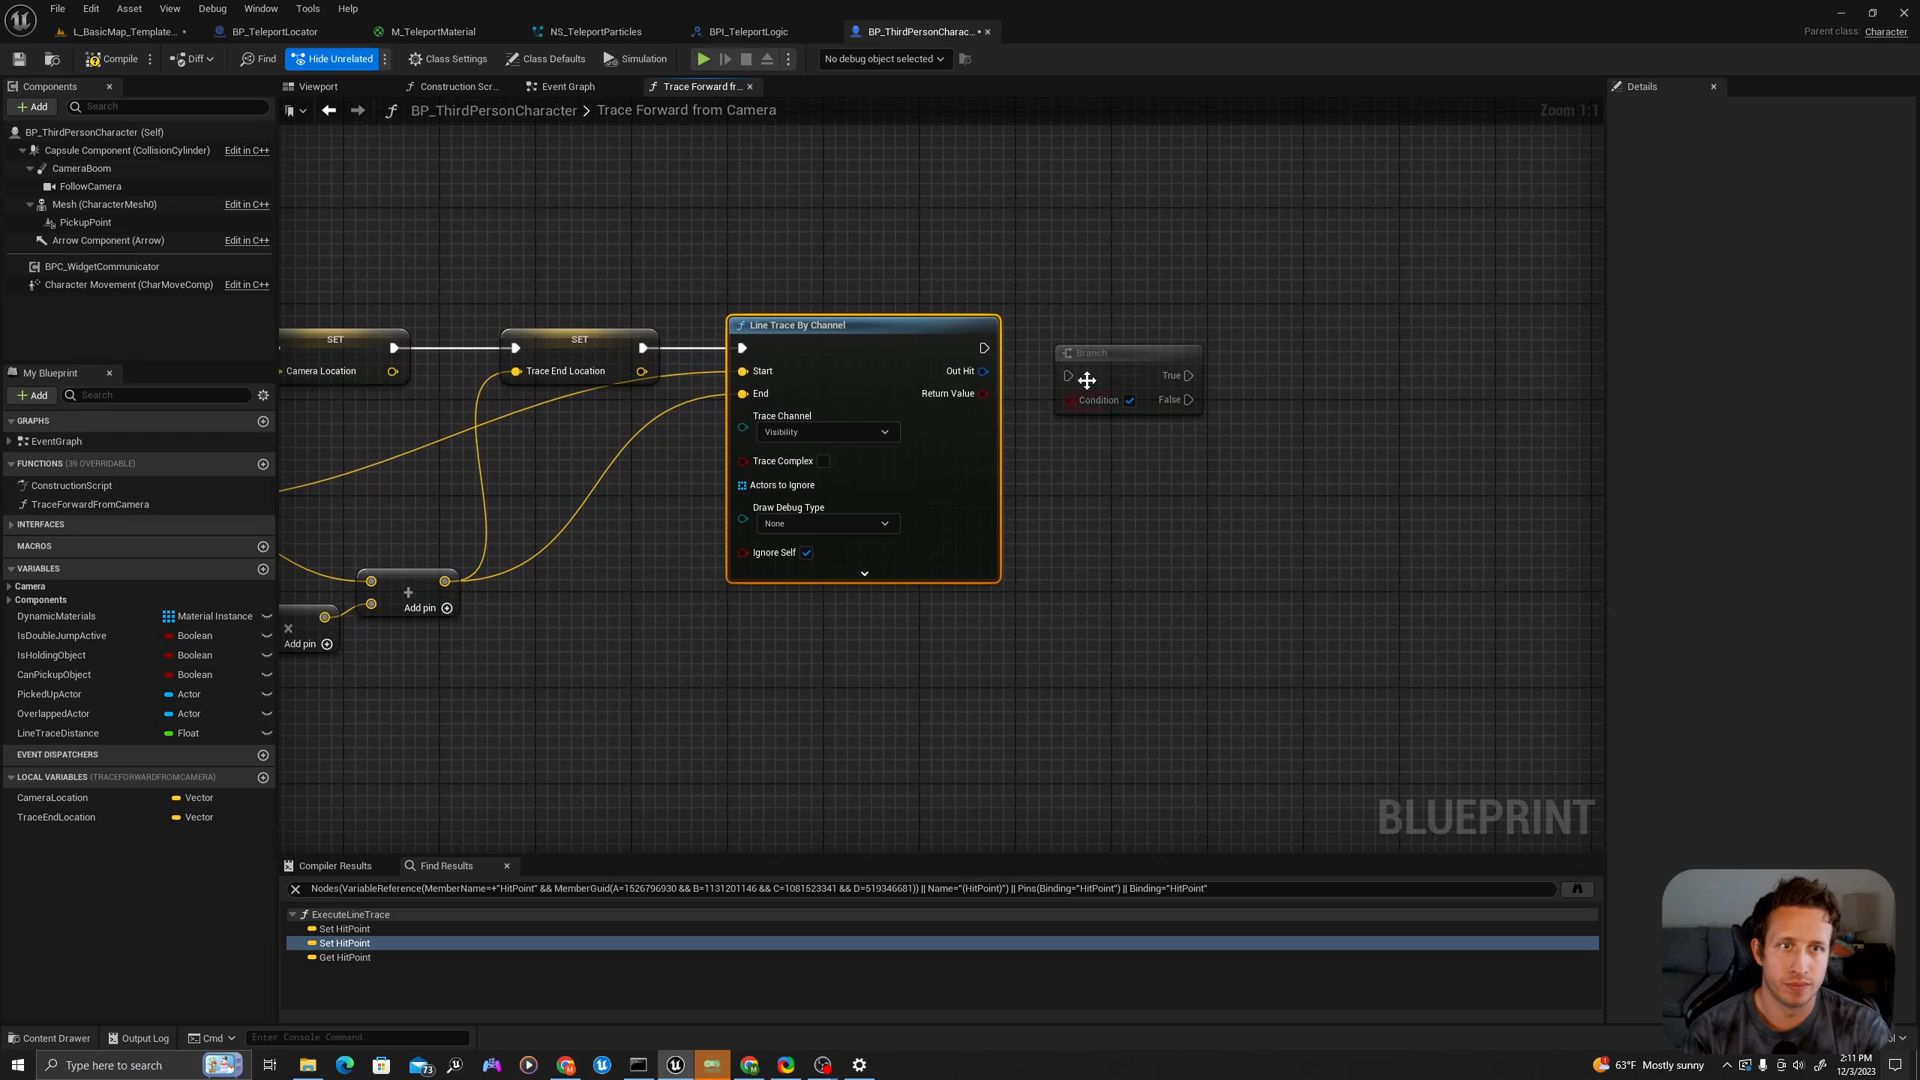 File Edit Asset View Debug Window Tools Help
L_BasicMap_Template... •
BP_TeleportLocator
M_TeleportMaterial
NS_TeleportParticles
BPI_TeleportLogic
BP_ThirdPersonCharac... • ×
Parent class: Character
Compile
Diff
Find
Hide Unrelated
Class Settings
Class Defaults
Simulation
No debug object selected
Components
Viewport
Construction Scr...
Event Graph
Trace Forward fr...
Details
+ Add
Search
BP_ThirdPersonCharacter > Trace Forward from Camera
Zoom 1:1
BP_ThirdPersonCharacter (Self)
Capsule Component (CollisionCylinder) Edit in C++
CameraBoom
FollowCamera
Mesh (CharacterMesh0) Edit in C++
PickupPoint
Arrow Component (Arrow) Edit in C++
BPC_WidgetCommunicator
Character Movement (CharMoveComp) Edit in C++
My Blueprint
+ Add
Search
GRAPHS
EventGraph
FUNCTIONS (39 OVERRIDABLE)
ConstructionScript
TraceForwardFromCamera
INTERFACES
MACROS
VARIABLES
Camera
Components
DynamicMaterials Material Instance
IsDoubleJumpActive Boolean
IsHoldingObject Boolean
CanPickupObject Boolean
PickedUpActor Actor
OverlappedActor Actor
LineTraceDistance Float
EVENT DISPATCHERS
LOCAL VARIABLES (TRACEFORWARDFROMCAMERA)
CameraLocation Vector
TraceEndLocation Vector
SET
Camera Location
SET
Trace End Location
Line Trace By Channel
Start
Out Hit
End
Return Value
Trace Channel
Visibility
Trace Complex
Actors to Ignore
Draw Debug Type
None
Ignore Self
Branch
True
Condition
False
Add pin
Add pin
BLUEPRINT
Compiler Results
Find Results
Nodes(VariableReference(MemberName=+"HitPoint" && MemberGuid(A=1526796930 && B=1131201146 && C=1081523341 && D=519346681)) || Name="(HitPoint)") || Pins(Binding="HitPoint") || Binding="HitPoint"
ExecuteLineTrace
Set HitPoint
Set HitPoint
Get HitPoint
Content Drawer
Output Log
Cmd
Enter Console Command
Type here to search
73
63°F Mostly sunny
2:11 PM
12/3/2023